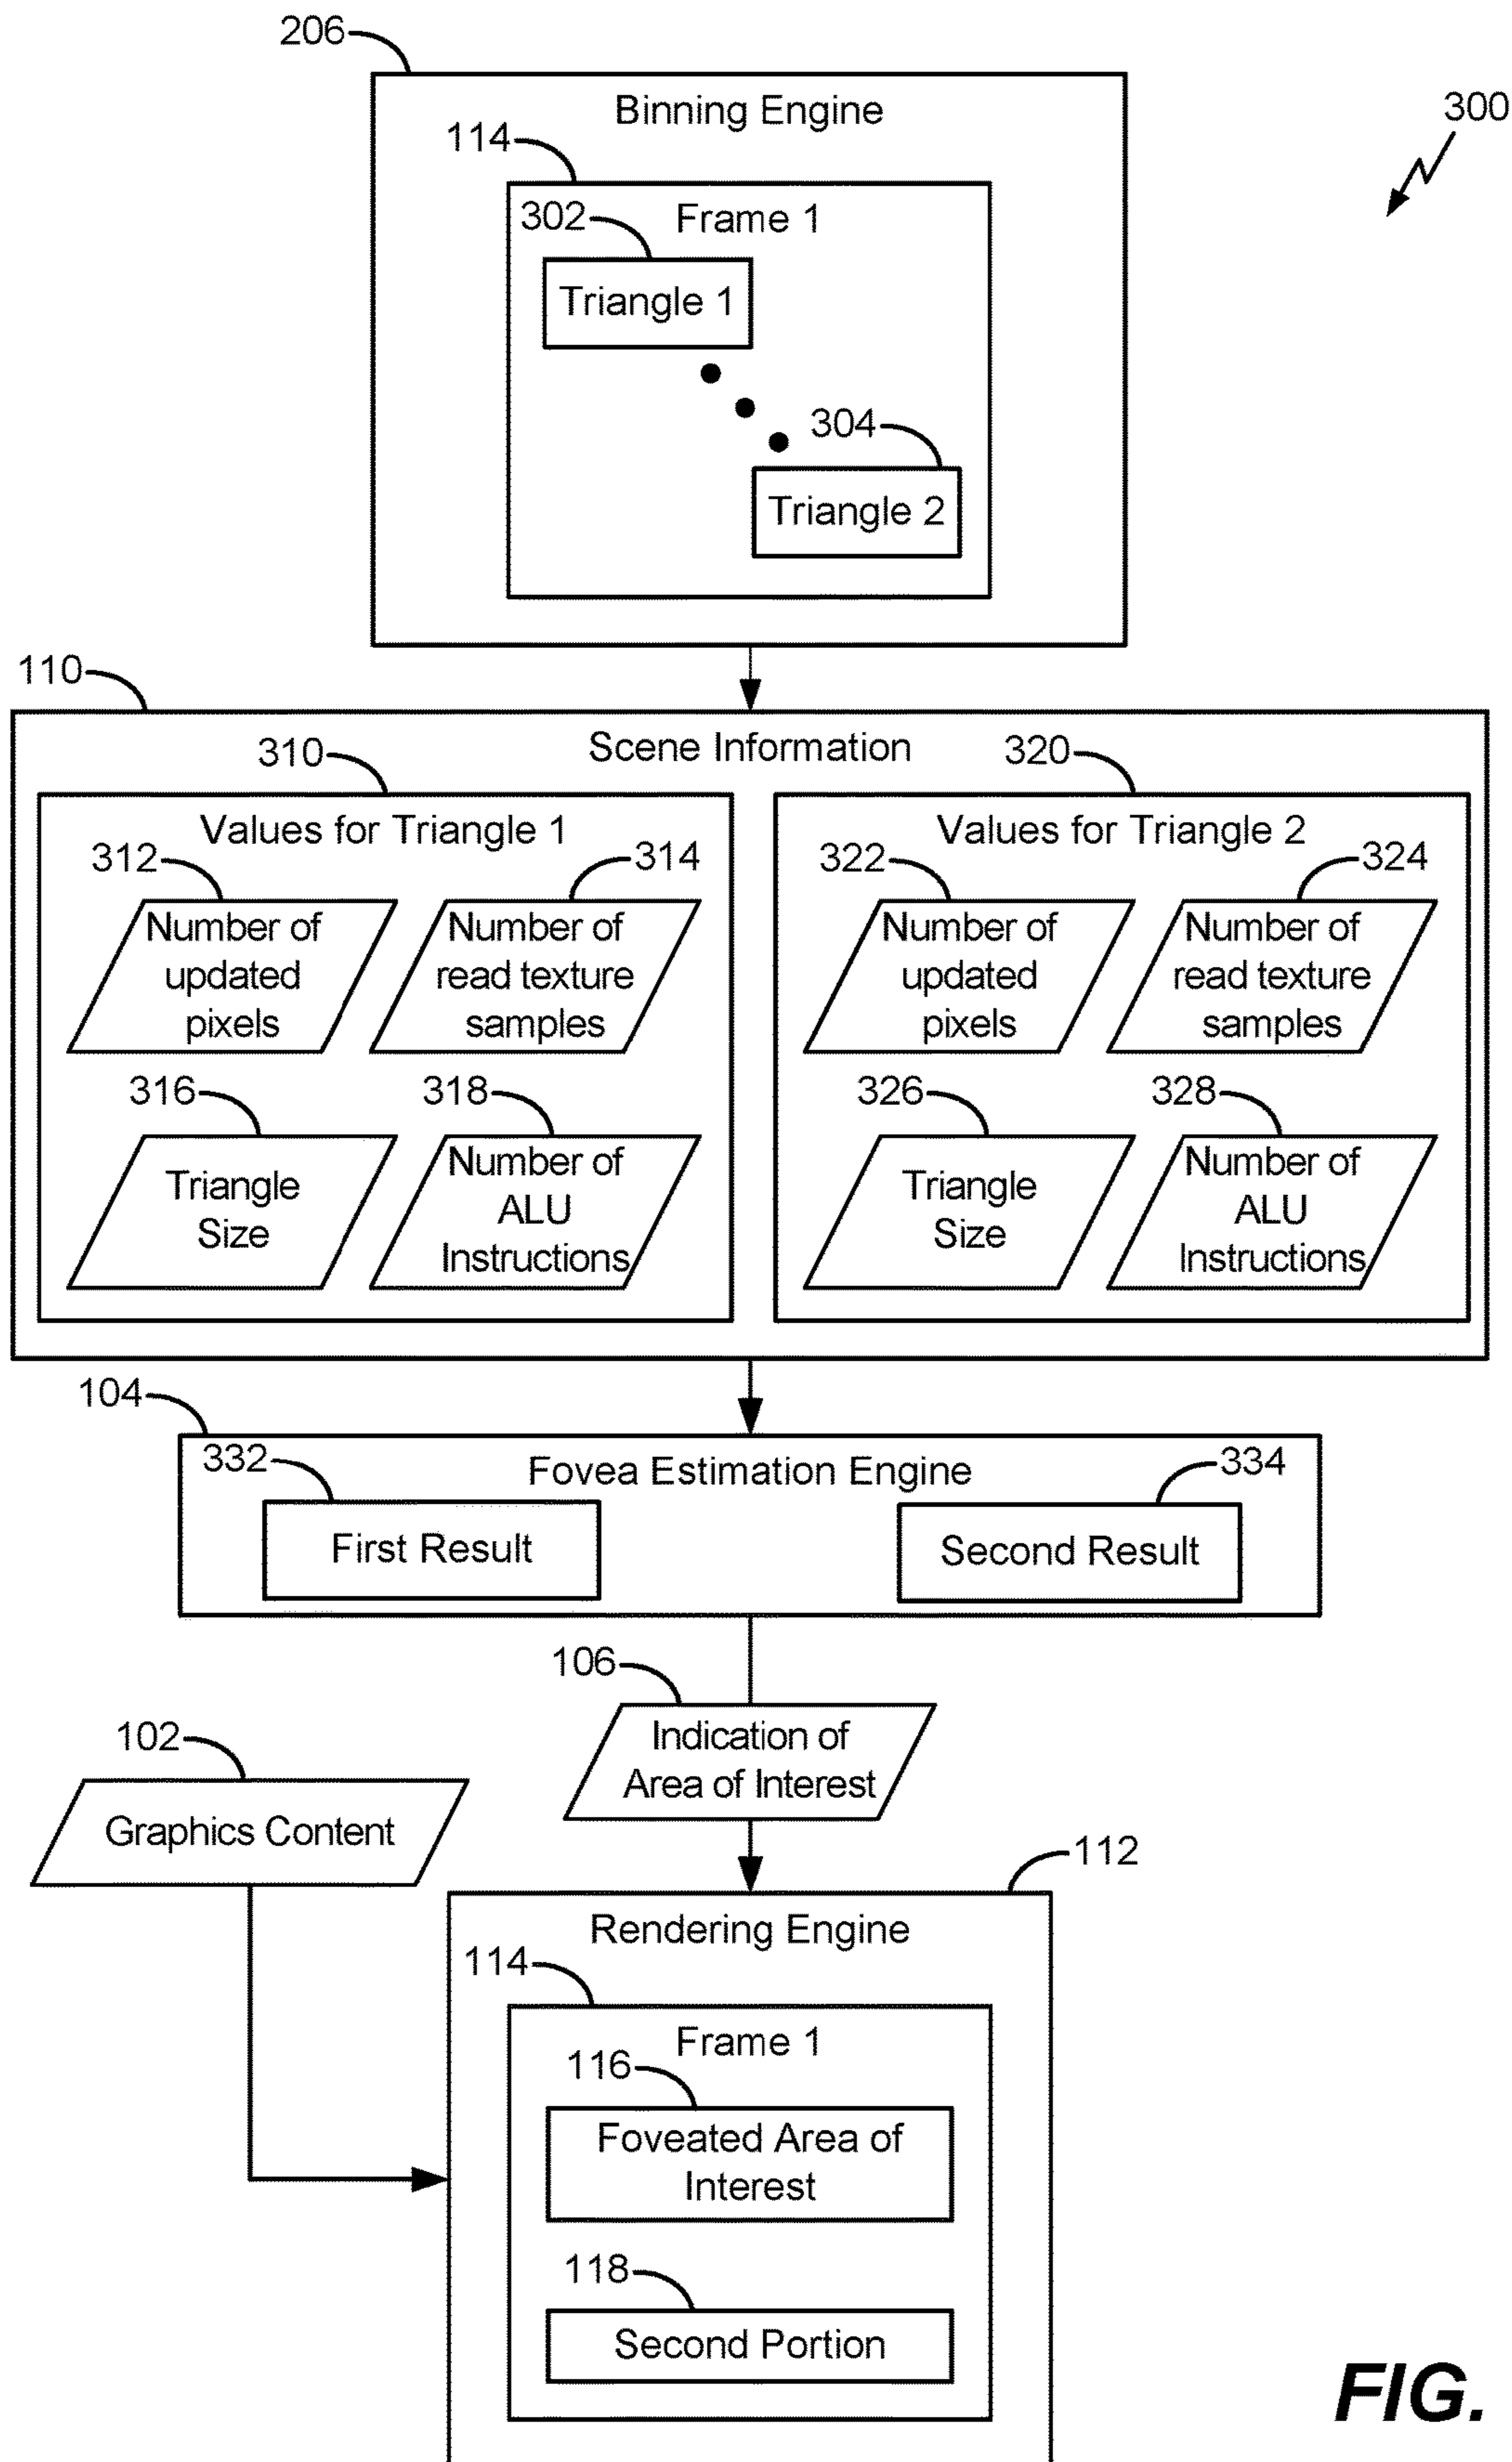 206
Binning Engine
300
114
302
Frame 1
Triangle 1
304
Triangle 2
110
Scene Information
310
320
Values for Triangle 1
Values for Triangle 2
312
314
322
324
Number of
updated
pixels
Number of
read texture
samples
Number of
updated
pixels
Number of
read texture
samples
316
318
326
328
Triangle
Size
Number of
ALU
Instructions
Triangle
Size
Number of
ALU
Instructions
104
332
Fovea Estimation Engine
334
First Result
Second Result
106
Indication of
Area of Interest
102
Graphics Content
112
Rendering Engine
114
Frame 1
116
Foveated Area of
Interest
118
Second Portion
FIG.